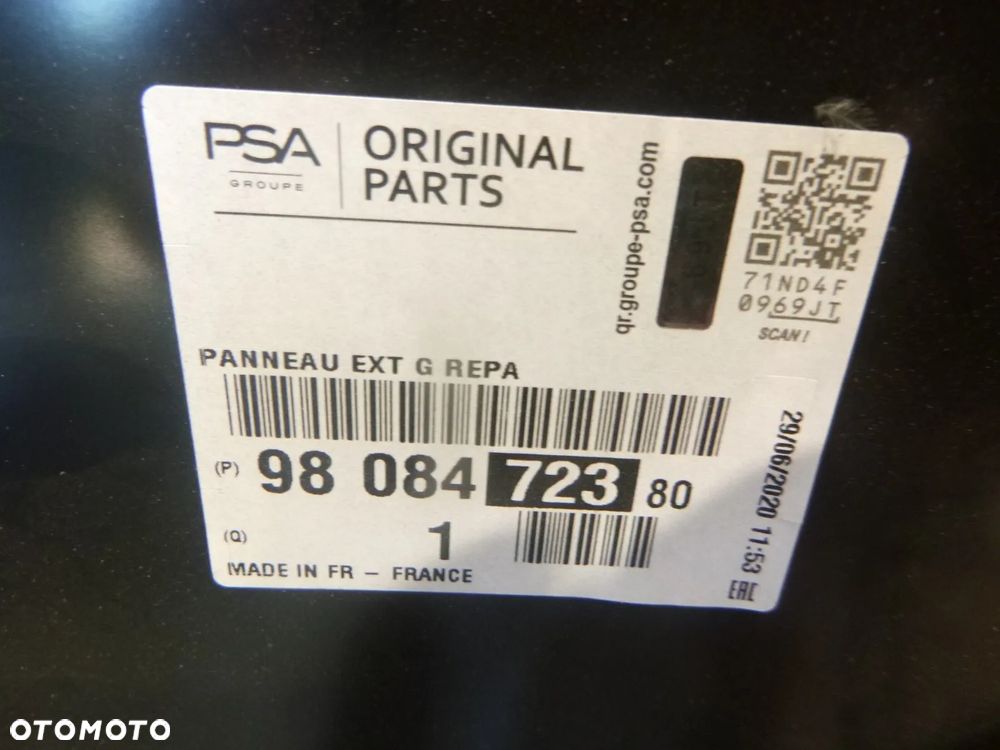 PSA
GROUPE
ORIGINAL
PARTS
qr.groupe-psa.com
71ND4F
0969JT
SCAN!
PANNEAU EXT G REPA
(P) 98 084 723 80
(Q) 1
MADE IN FR – FRANCE
29/06/2020 11:53
EAC
OTOMOTO